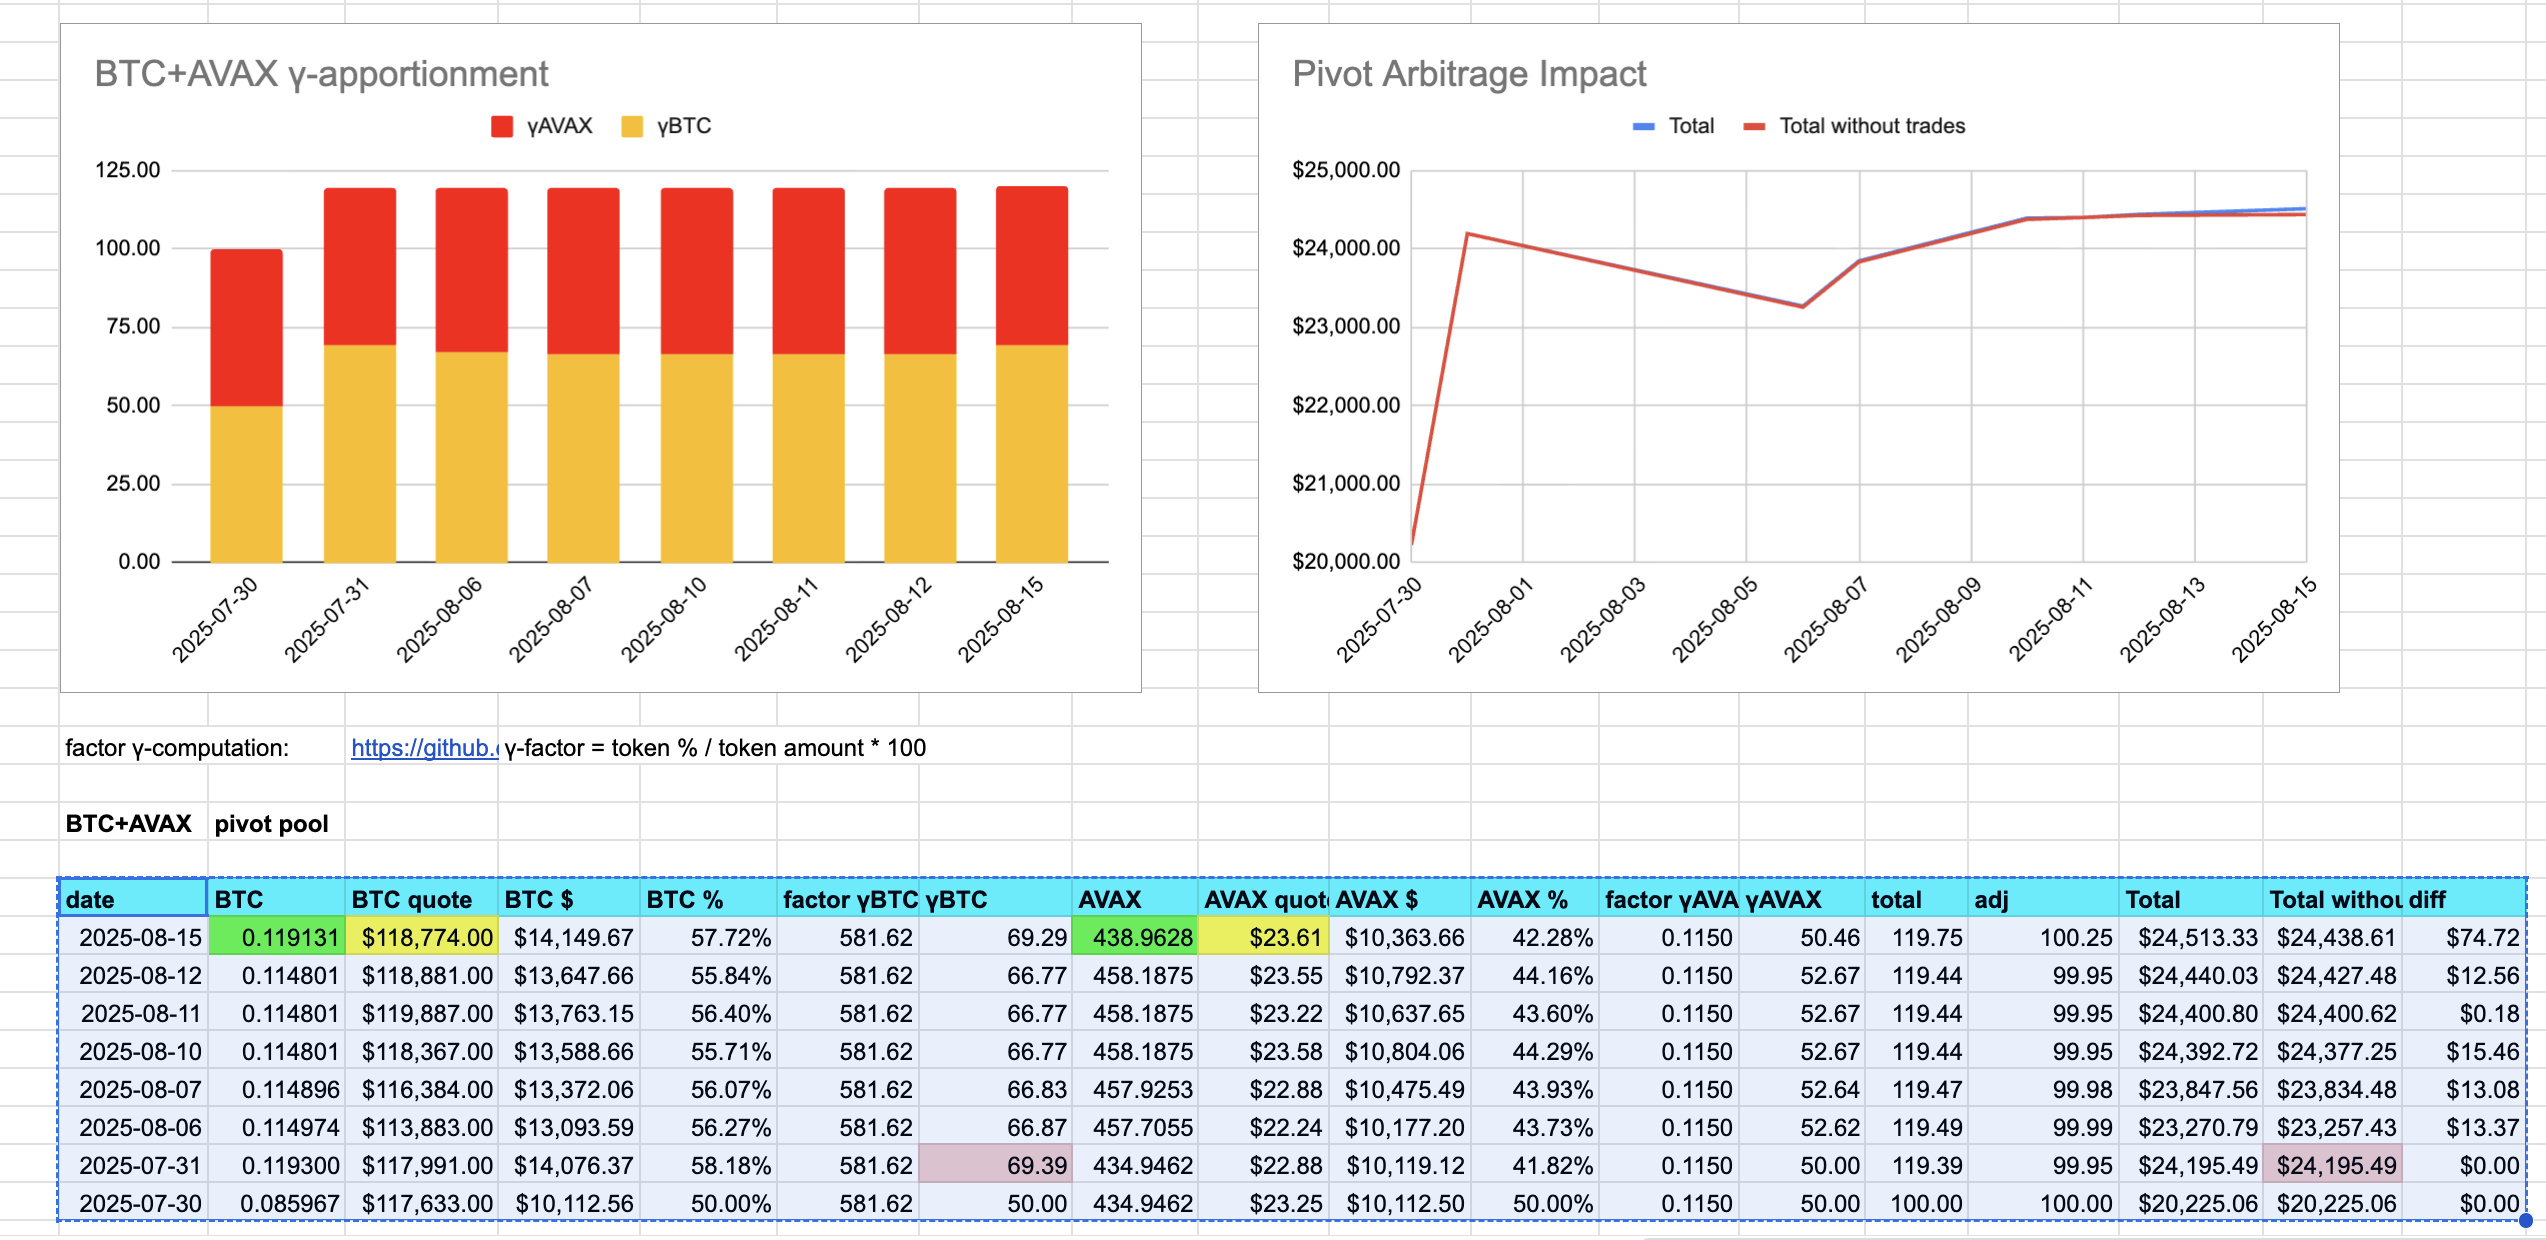 BTC+AVAX γ-apportionment
γAVAX γBTC
125.00
100.00
75.00
50.00
25.00
0.00
2025-07-30 2025-07-31 2025-08-06 2025-08-07 2025-08-10 2025-08-11 2025-08-12 2025-08-15
Pivot Arbitrage Impact
Total Total without trades
$25,000.00
$24,000.00
$23,000.00
$22,000.00
$21,000.00
$20,000.00
2025-07-30 2025-08-01 2025-08-03 2025-08-05 2025-08-07 2025-08-09 2025-08-11 2025-08-13 2025-08-15
factor γ-computation: https://github. γ-factor = token % / token amount * 100
BTC+AVAX pivot pool
date BTC BTC quote BTC $ BTC % factor γBTC γBTC AVAX AVAX quot AVAX $ AVAX % factor γAVA γAVAX total adj Total Total withou diff
2025-08-15 0.119131 $118,774.00 $14,149.67 57.72% 581.62 69.29 438.9628 $23.61 $10,363.66 42.28% 0.1150 50.46 119.75 100.25 $24,513.33 $24,438.61 $74.72
2025-08-12 0.114801 $118,881.00 $13,647.66 55.84% 581.62 66.77 458.1875 $23.55 $10,792.37 44.16% 0.1150 52.67 119.44 99.95 $24,440.03 $24,427.48 $12.56
2025-08-11 0.114801 $119,887.00 $13,763.15 56.40% 581.62 66.77 458.1875 $23.22 $10,637.65 43.60% 0.1150 52.67 119.44 99.95 $24,400.80 $24,400.62 $0.18
2025-08-10 0.114801 $118,367.00 $13,588.66 55.71% 581.62 66.77 458.1875 $23.58 $10,804.06 44.29% 0.1150 52.67 119.44 99.95 $24,392.72 $24,377.25 $15.46
2025-08-07 0.114896 $116,384.00 $13,372.06 56.07% 581.62 66.83 457.9253 $22.88 $10,475.49 43.93% 0.1150 52.64 119.47 99.98 $23,847.56 $23,834.48 $13.08
2025-08-06 0.114974 $113,883.00 $13,093.59 56.27% 581.62 66.87 457.7055 $22.24 $10,177.20 43.73% 0.1150 52.62 119.49 99.99 $23,270.79 $23,257.43 $13.37
2025-07-31 0.119300 $117,991.00 $14,076.37 58.18% 581.62 69.39 434.9462 $22.88 $10,119.12 41.82% 0.1150 50.00 119.39 99.95 $24,195.49 $24,195.49 $0.00
2025-07-30 0.085967 $117,633.00 $10,112.56 50.00% 581.62 50.00 434.9462 $23.25 $10,112.50 50.00% 0.1150 50.00 100.00 100.00 $20,225.06 $20,225.06 $0.00